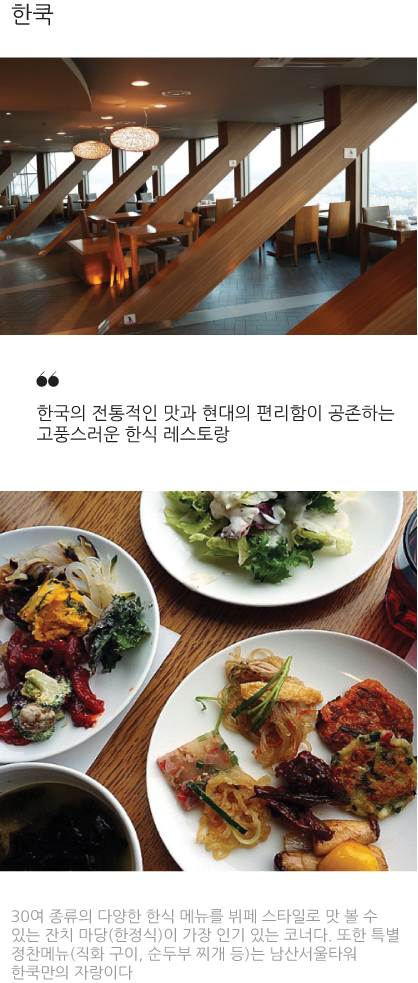 한쿡
한국의 전통적인 맛과 현대의 편리함이 공존하는
고풍스러운 한식 레스토랑
30여 종류의 다양한 한식 메뉴를 뷔페 스타일로 맛 볼 수
있는 잔치 마당(한정식)이 가장 인기 있는 코너다. 또한 특별
정찬메뉴(직화 구이, 순두부 찌개 등)는 남산서울타워
한쿡만의 자랑이다